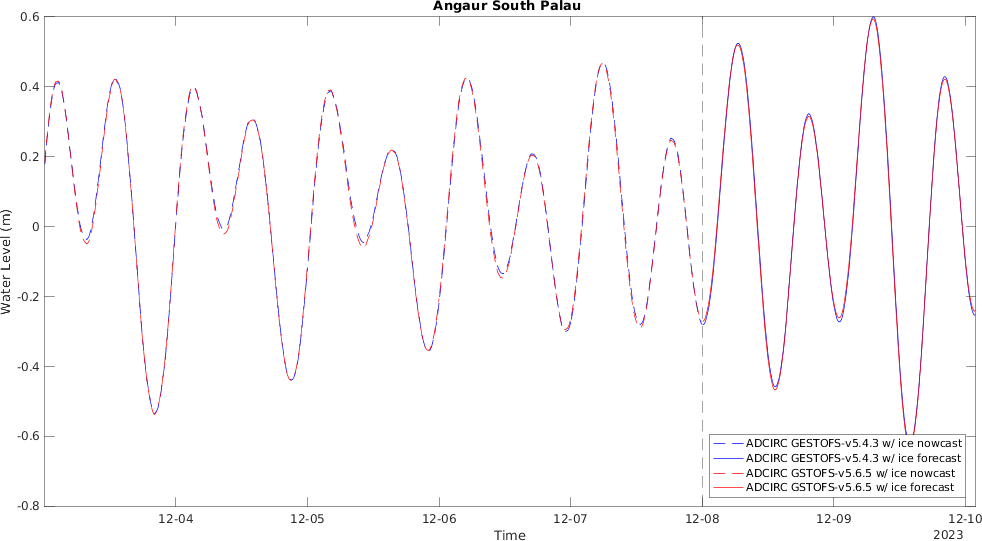 Angaur South Palau
0.6
0.4
0.2
0
-0.2
-0.4
-0.6
-0.8
Water Level (m)
12-04
12-05
12-06
12-07
12-08
12-09
12-10
Time
2023
ADCIRC GESTOFS-v5.4.3 w/ ice nowcast
ADCIRC GESTOFS-v5.4.3 w/ ice forecast
ADCIRC GSTOFS-v5.6.5 w/ ice nowcast
ADCIRC GSTOFS-v5.6.5 w/ ice forecast